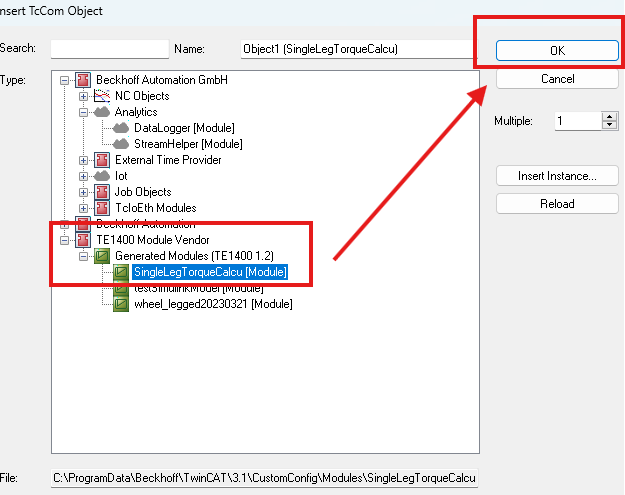 nsert TcCom Object
Search:
Name:
Object1 (SingleLegTorqueCalcu)
OK
Type:
Beckhoff Automation GmbH
Cancel
NC Objects
Analytics
Multiple:
1
DataLogger [Module]
StreamHelper [Module]
External Time Provider
Iot
Insert Instance...
Job Objects
Reload
TcIoEth Modules
Beckhoff Automation
TE1400 Module Vendor
Generated Modules (TE1400 1.2)
SingleLegTorqueCalcu [Module]
testSimulinkModel [Module]
wheel_legged20230321 [Module]
File:
C:\ProgramData\Beckhoff\TwinCAT\3.1\CustomConfig\Modules\SingleLegTorqueCalcu